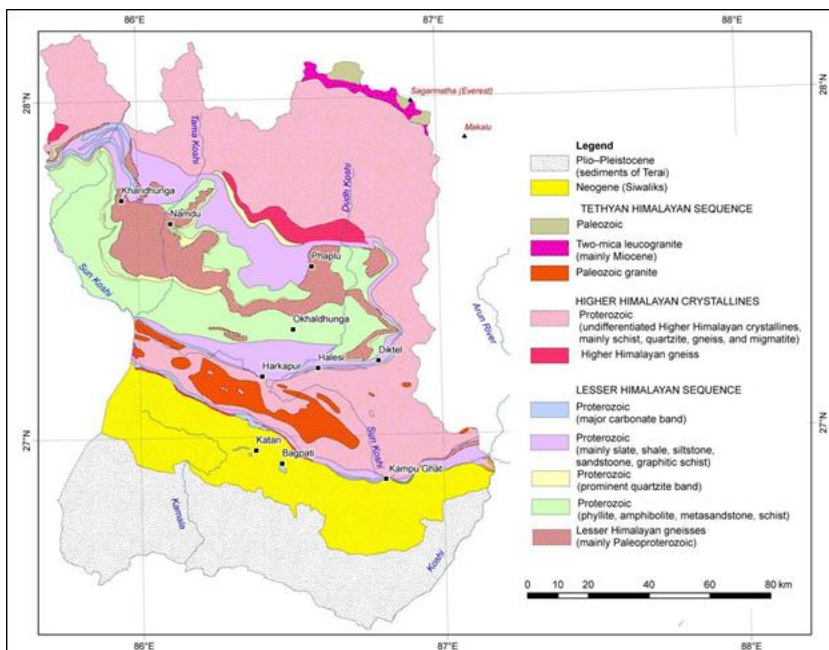 86°E
87°E
88°E
28°N
28°N
Sagarmatha (Everest)
Makalu
Tama Koshi
Dudh Koshi
Kharidhunga
Namdu
Phaplu
Sun Koshi
Okhaldhunga
Arun River
Halesi
Diktel
Harkapur
27°N
27°N
Sun Koshi
Katari
Bagpati
Kampu Ghat
Kamala
Koshi
Legend
Plio–Pleistocene
(sediments of Terai)
Neogene (Siwaliks)
TETHYAN HIMALAYAN SEQUENCE
Paleozoic
Two-mica leucogranite
(mainly Miocene)
Paleozoic granite
HIGHER HIMALAYAN CRYSTALLINES
Proterozoic
(undifferentiated Higher Himalayan crystallines,
mainly schist, quartzite, gneiss, and migmatite)
Higher Himalayan gneiss
LESSER HIMALAYAN SEQUENCE
Proterozoic
(major carbonate band)
Proterozoic
(mainly slate, shale, siltstone,
sandstoone, graphitic schist)
Proterozoic
(prominent quartzite band)
Proterozoic
(phyllite, amphibolite, metasandstone, schist)
Lesser Himalayan gneisses
(mainly Paleoproterozoic)
0 10 20 40 60 80 km
86°E
87°E
88°E